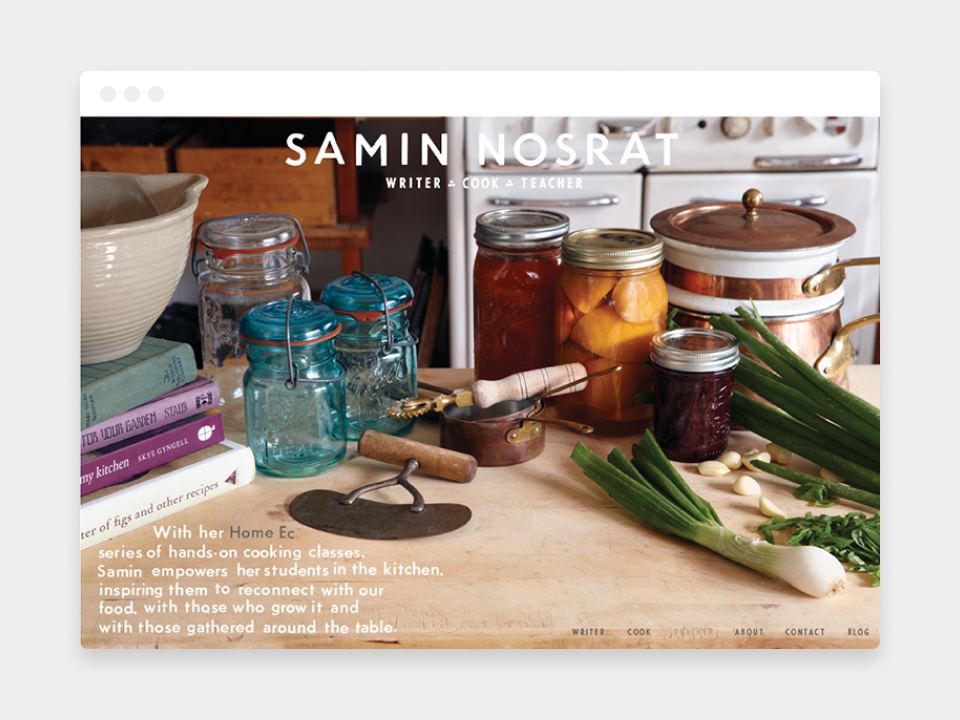 SAMIN NOSRAT
WRITER COOK TEACHER
FOR YOUR GARDEN STAUB
my kitchen SKYE GYNGELL
ter of figs and other recipes
With her Home Ec
series of hands-on cooking classes,
Samin empowers her students in the kitchen,
inspiring them to reconnect with our
food, with those who grow it and
with those gathered around the table.
WRITER COOK TEACHER ABOUT CONTACT BLOG